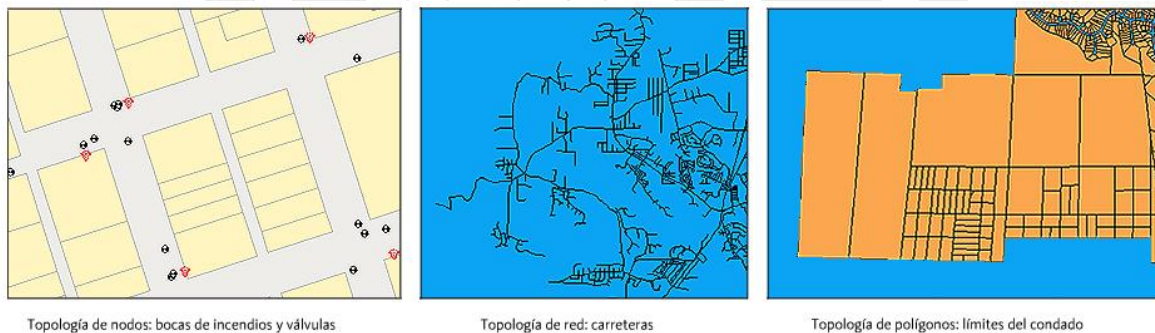 Topología de nodos: bocas de incendios y válvulas
Topología de red: carreteras
Topología de polígonos: límites del condado